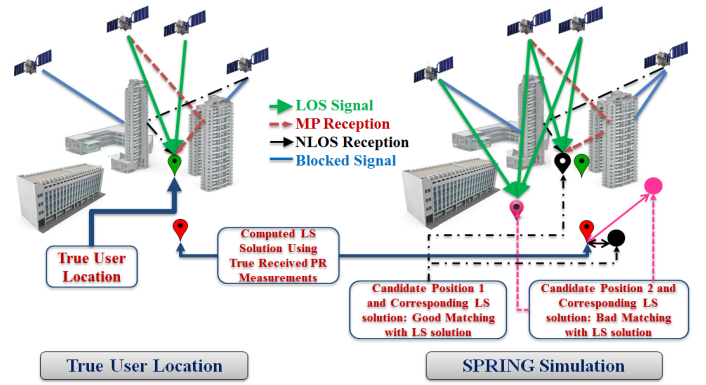 LOS Signal
MP Reception
NLOS Reception
Blocked Signal
True User
Location
Computed LS
Solution Using
True Received PR
Measurements
Candidate Position 1
and Corresponding LS
solution: Good Matching
with LS solution
Candidate Position 2 and
Corresponding LS
solution: Bad Matching
with LS solution
True User Location
SPRING Simulation